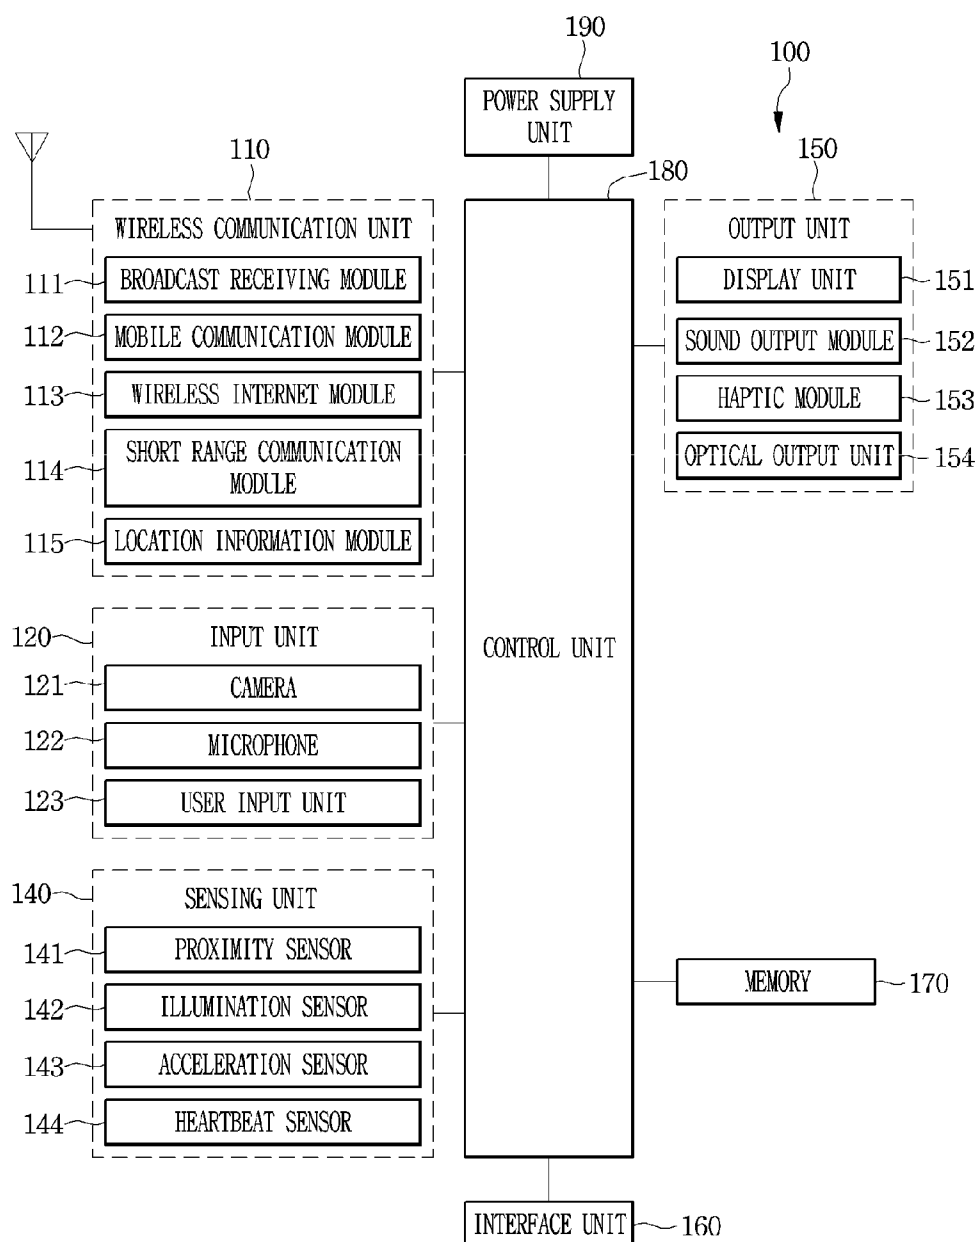 190
100
POWER SUPPLY
UNIT
110
180
150
WIRELESS COMMUNICATION UNIT
111
BROADCAST RECEIVING MODULE
112
MOBILE COMMUNICATION MODULE
113
WIRELESS INTERNET MODULE
114
SHORT RANGE COMMUNICATION
MODULE
115
LOCATION INFORMATION MODULE
OUTPUT UNIT
DISPLAY UNIT
151
SOUND OUTPUT MODULE
152
HAPTIC MODULE
153
OPTICAL OUTPUT UNIT
154
120
INPUT UNIT
121
CAMERA
122
MICROPHONE
123
USER INPUT UNIT
CONTROL UNIT
140
SENSING UNIT
141
PROXIMITY SENSOR
142
ILLUMINATION SENSOR
143
ACCELERATION SENSOR
144
HEARTBEAT SENSOR
MEMORY
170
INTERFACE UNIT
160